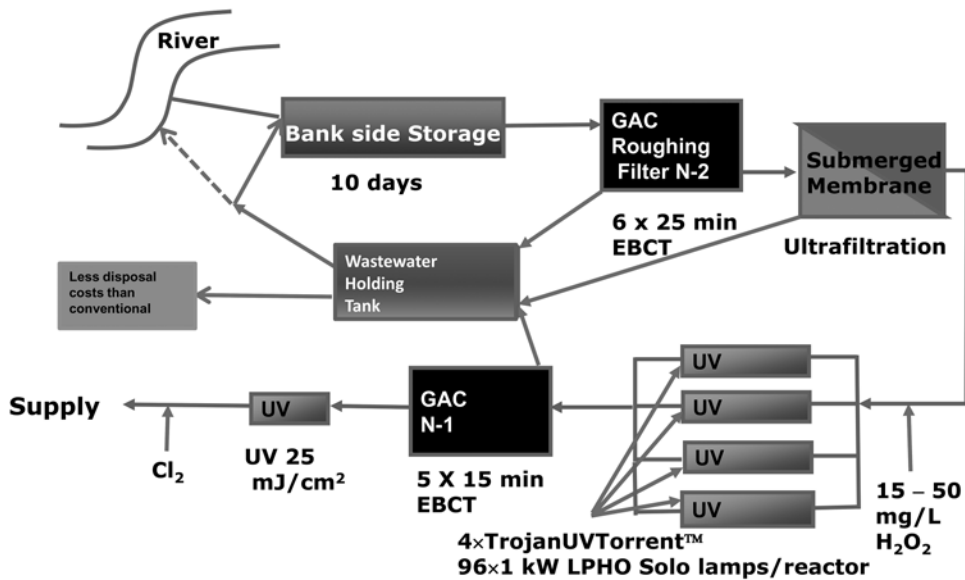 River
Bank side Storage
10 days
GAC
Roughing
Filter N-2
6 x 25 min
EBCT
Submerged
Membrane
Ultrafiltration
Wastewater
Holding
Tank
Less disposal
costs than
conventional
Supply
Cl₂
UV
UV 25
mJ/cm²
GAC
N-1
5 X 15 min
EBCT
UV
UV
UV
UV
4×TrojanUVTorrent™
96×1 kW LPHO Solo lamps/reactor
15 – 50
mg/L
H₂O₂